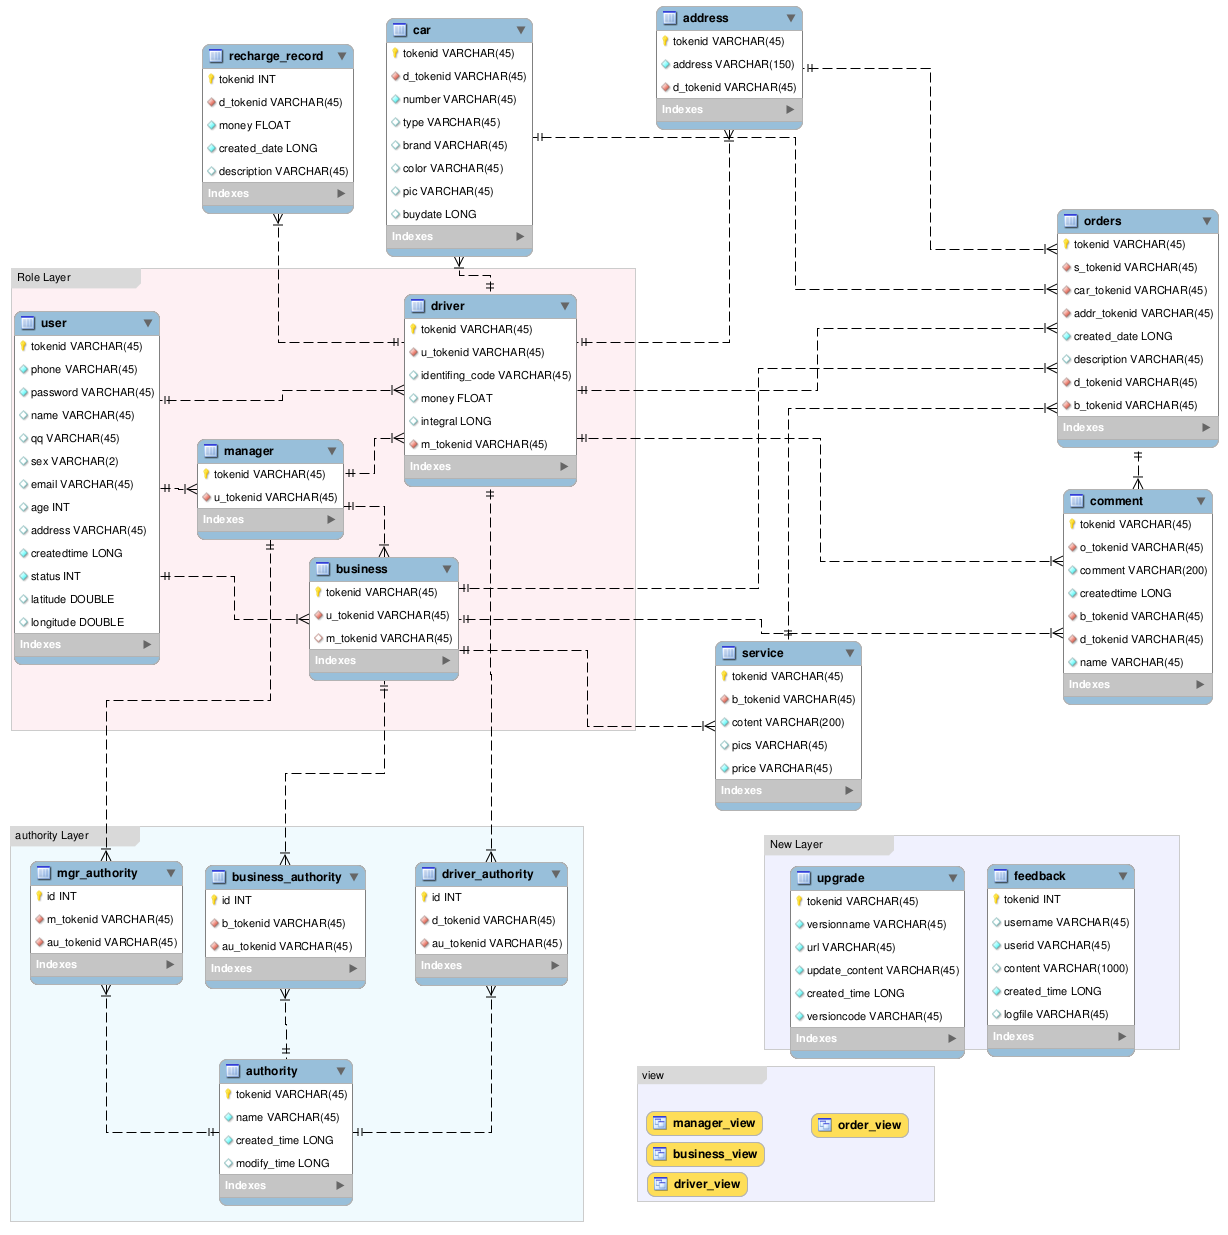 recharge_record
tokenid INT
d_tokenid VARCHAR(45)
money FLOAT
created_date LONG
description VARCHAR(45)
Indexes
car
tokenid VARCHAR(45)
d_tokenid VARCHAR(45)
number VARCHAR(45)
type VARCHAR(45)
brand VARCHAR(45)
color VARCHAR(45)
pic VARCHAR(45)
buydate LONG
Indexes
address
tokenid VARCHAR(45)
address VARCHAR(150)
d_tokenid VARCHAR(45)
Indexes
orders
tokenid VARCHAR(45)
s_tokenid VARCHAR(45)
car_tokenid VARCHAR(45)
addr_tokenid VARCHAR(45)
created_date LONG
description VARCHAR(45)
d_tokenid VARCHAR(45)
b_tokenid VARCHAR(45)
Indexes
Role Layer
user
tokenid VARCHAR(45)
phone VARCHAR(45)
password VARCHAR(45)
name VARCHAR(45)
qq VARCHAR(45)
sex VARCHAR(2)
email VARCHAR(45)
age INT
address VARCHAR(45)
createdtime LONG
status INT
latitude DOUBLE
longitude DOUBLE
Indexes
driver
tokenid VARCHAR(45)
u_tokenid VARCHAR(45)
identifing_code VARCHAR(45)
money FLOAT
integral LONG
m_tokenid VARCHAR(45)
Indexes
manager
tokenid VARCHAR(45)
u_tokenid VARCHAR(45)
Indexes
business
tokenid VARCHAR(45)
u_tokenid VARCHAR(45)
m_tokenid VARCHAR(45)
Indexes
comment
tokenid VARCHAR(45)
o_tokenid VARCHAR(45)
comment VARCHAR(200)
createdtime LONG
b_tokenid VARCHAR(45)
d_tokenid VARCHAR(45)
name VARCHAR(45)
Indexes
service
tokenid VARCHAR(45)
b_tokenid VARCHAR(45)
cotent VARCHAR(200)
pics VARCHAR(45)
price VARCHAR(45)
Indexes
authority Layer
mgr_authority
id INT
m_tokenid VARCHAR(45)
au_tokenid VARCHAR(45)
Indexes
business_authority
id INT
b_tokenid VARCHAR(45)
au_tokenid VARCHAR(45)
Indexes
driver_authority
id INT
d_tokenid VARCHAR(45)
au_tokenid VARCHAR(45)
Indexes
authority
tokenid VARCHAR(45)
name VARCHAR(45)
created_time LONG
modify_time LONG
Indexes
New Layer
upgrade
tokenid VARCHAR(45)
versionname VARCHAR(45)
url VARCHAR(45)
update_content VARCHAR(45)
created_time LONG
versioncode VARCHAR(45)
Indexes
feedback
tokenid INT
username VARCHAR(45)
userid VARCHAR(45)
content VARCHAR(1000)
created_time LONG
logfile VARCHAR(45)
Indexes
view
manager_view
order_view
business_view
driver_view